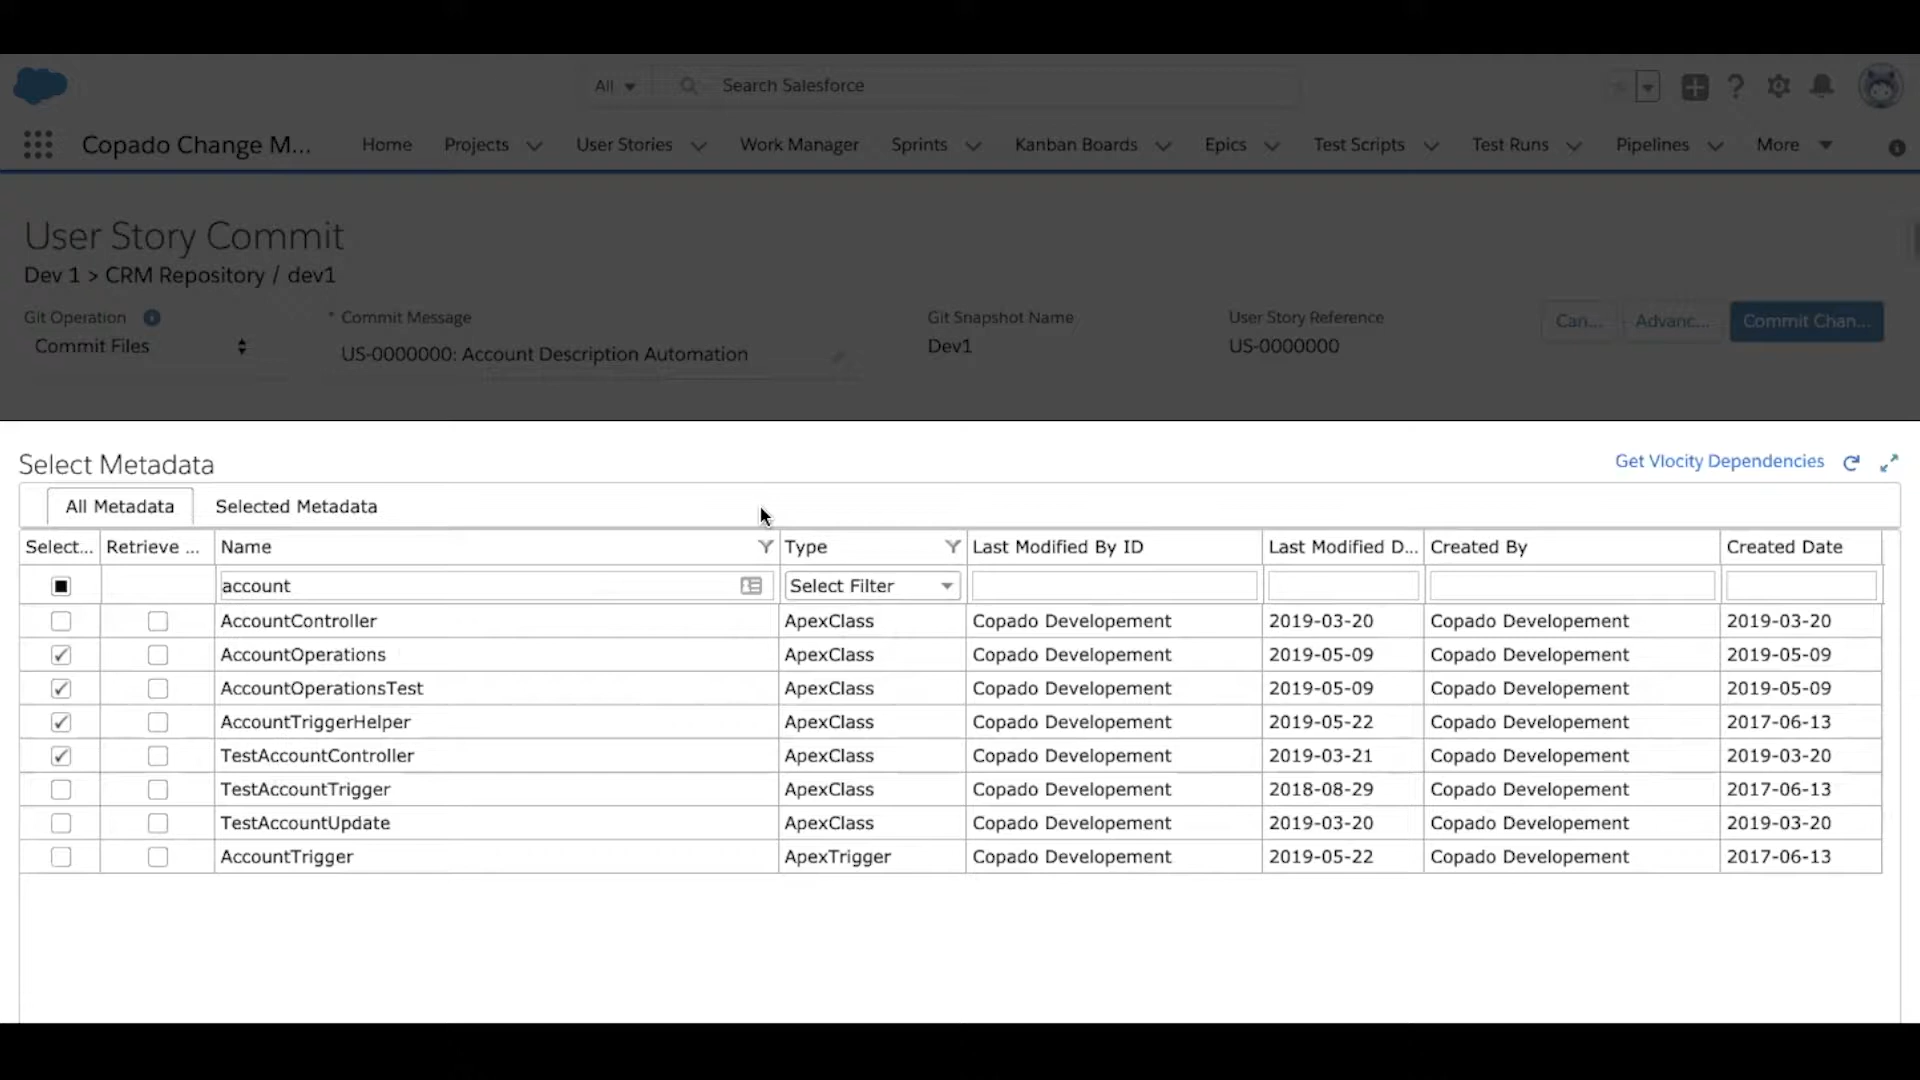 All Search Salesforce
Copado Change M... Home Projects User Stories Work Manager Sprints Kanban Boards Epics Test Scripts Test Runs Pipelines More
User Story Commit
Dev 1 > CRM Repository / dev1
Git Operation * Commit Message Git Snapshot Name User Story Reference
Can... Advanc... Commit Chan...
Commit Files US-0000000: Account Description Automation Dev1 US-0000000
Select Metadata Get Vlocity Dependencies
All Metadata Selected Metadata
Select... Retrieve ... Name Type Last Modified By ID Last Modified D... Created By Created Date
account Select Filter
AccountController ApexClass Copado Developement 2019-03-20 Copado Developement 2019-03-20
AccountOperations ApexClass Copado Developement 2019-05-09 Copado Developement 2019-05-09
AccountOperationsTest ApexClass Copado Developement 2019-05-09 Copado Developement 2019-05-09
AccountTriggerHelper ApexClass Copado Developement 2019-05-22 Copado Developement 2017-06-13
TestAccountController ApexClass Copado Developement 2019-03-21 Copado Developement 2019-03-20
TestAccountTrigger ApexClass Copado Developement 2018-08-29 Copado Developement 2017-06-13
TestAccountUpdate ApexClass Copado Developement 2019-03-20 Copado Developement 2019-03-20
AccountTrigger ApexTrigger Copado Developement 2019-05-22 Copado Developement 2017-06-13